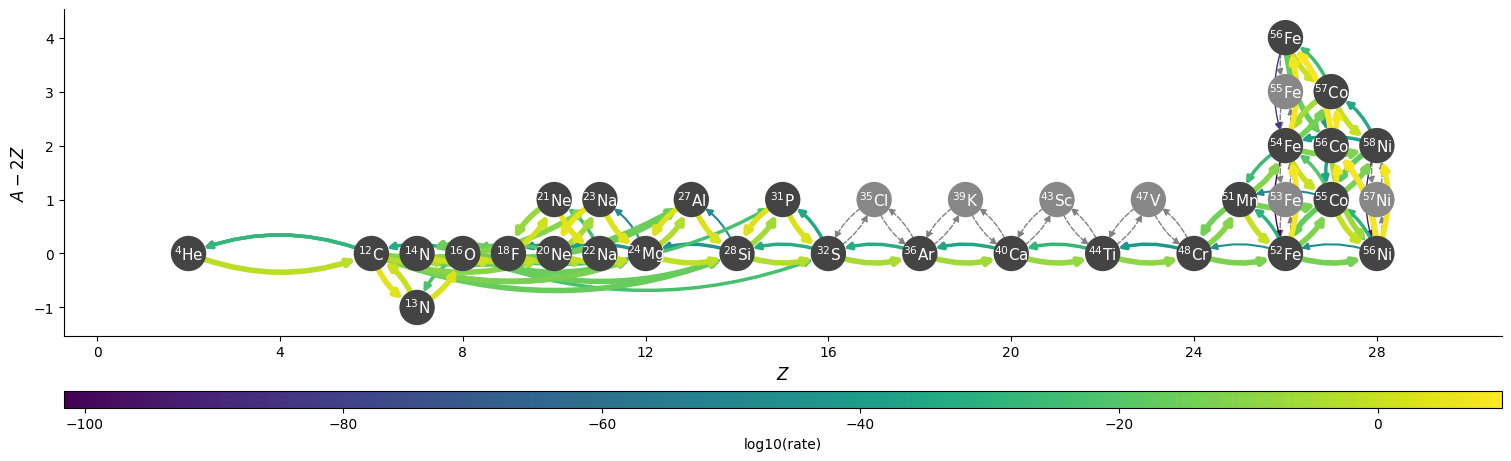 A − 2Z
4
3
2
1
0
−1
⁵⁶Fe
⁵⁵Fe
⁵⁷Co
⁵⁴Fe
⁵⁶Co
⁵⁸Ni
²¹Ne
²³Na
²⁷Al
³¹P
³⁵Cl
³⁹K
⁴³Sc
⁴⁷V
⁵¹Mn
⁵³Fe
⁵⁵Co
⁵⁷Ni
⁴He
¹²C
¹⁴N
¹⁶O
¹⁸F
²⁰Ne
²²Na
²⁴Mg
²⁸Si
³²S
³⁶Ar
⁴⁰Ca
⁴⁴Ti
⁴⁸Cr
⁵²Fe
⁵⁶Ni
¹³N
0 4 8 12 16 20 24 28
Z
−100 −80 −60 −40 −20 0
log10(rate)